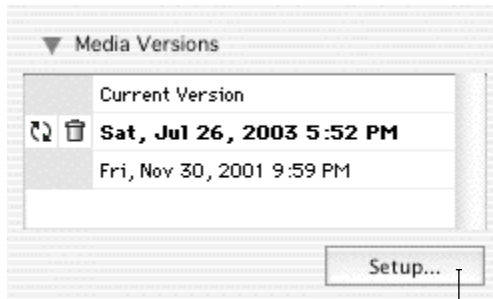 Media Versions
Current Version
Sat, Jul 26, 2003 5:52 PM
Fri, Nov 30, 2001 9:59 PM
Setup...